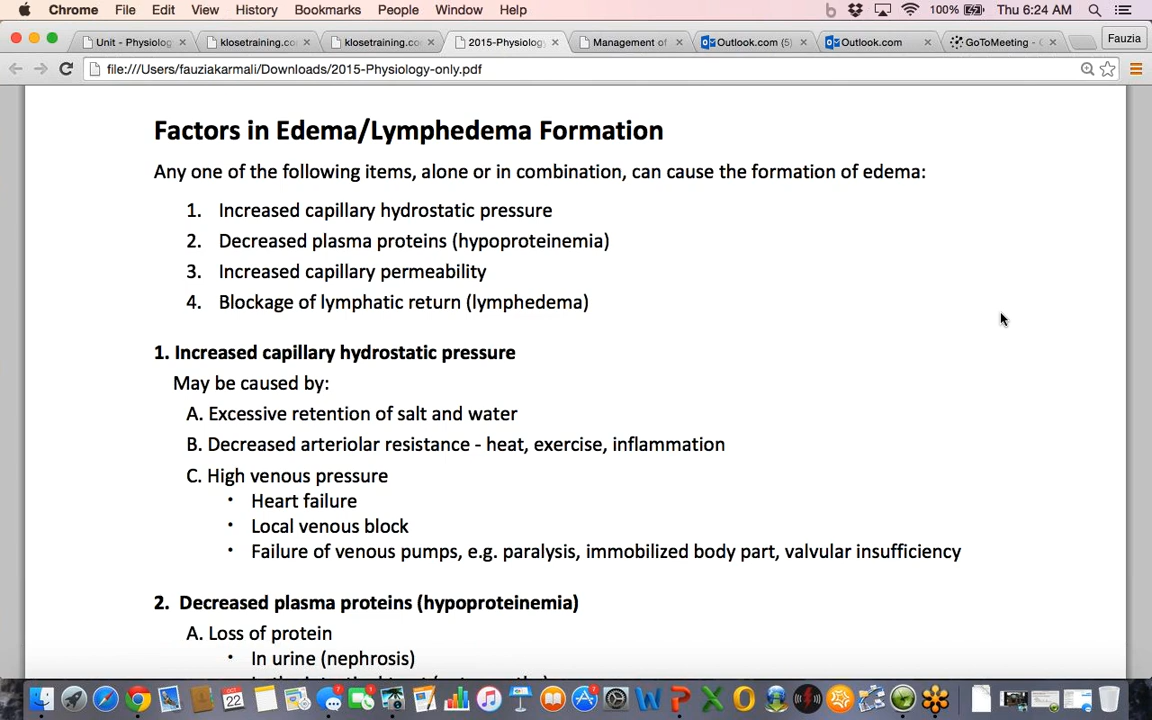 Chrome File Edit View History Bookmarks People Window Help 100% Thu 6:24 AM
Unit - Physiolog klosetraining.co klosetraining.co 2015-Physiology Management of Outlook.com (5) Outlook.com GoToMeeting - Fauzia
file:///Users/fauziakarmali/Downloads/2015-Physiology-only.pdf
Factors in Edema/Lymphedema Formation
Any one of the following items, alone or in combination, can cause the formation of edema:
1. Increased capillary hydrostatic pressure
2. Decreased plasma proteins (hypoproteinemia)
3. Increased capillary permeability
4. Blockage of lymphatic return (lymphedema)
1. Increased capillary hydrostatic pressure
May be caused by:
A. Excessive retention of salt and water
B. Decreased arteriolar resistance - heat, exercise, inflammation
C. High venous pressure
• Heart failure
• Local venous block
• Failure of venous pumps, e.g. paralysis, immobilized body part, valvular insufficiency
2. Decreased plasma proteins (hypoproteinemia)
A. Loss of protein
• In urine (nephrosis)